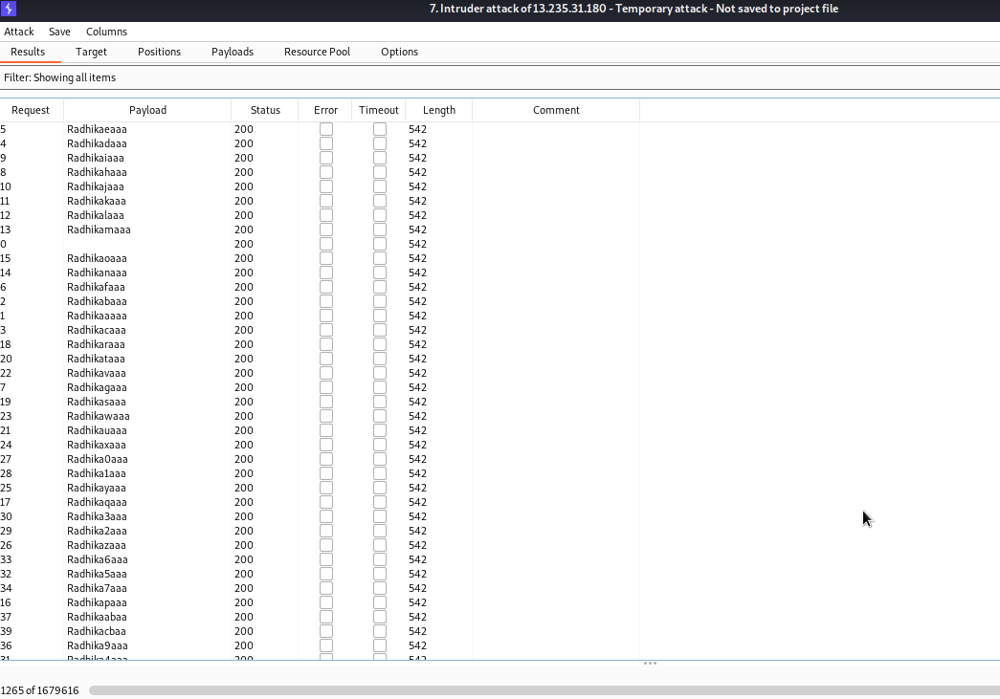 7. Intruder attack of 13.235.31.180 - Temporary attack - Not saved to project file
Attack Save Columns
Results Target Positions Payloads Resource Pool Options
Filter: Showing all items
Request Payload Status Error Timeout Length Comment
5 Radhikaeaaa 200 542
4 Radhikadaaa 200 542
9 Radhikaiaaa 200 542
8 Radhikahaaa 200 542
10 Radhikajaaa 200 542
11 Radhikakaaa 200 542
12 Radhikalaaa 200 542
13 Radhikamaaa 200 542
0 200 542
15 Radhikaoaaa 200 542
14 Radhikanaaa 200 542
6 Radhikafaaa 200 542
2 Radhikabaaa 200 542
1 Radhikaaaaa 200 542
3 Radhikacaaa 200 542
18 Radhikaraaa 200 542
20 Radhikataaa 200 542
22 Radhikavaaa 200 542
7 Radhikagaaa 200 542
19 Radhikasaaa 200 542
23 Radhikawaaa 200 542
21 Radhikauaaa 200 542
24 Radhikaxaaa 200 542
27 Radhika0aaa 200 542
28 Radhika1aaa 200 542
25 Radhikayaaa 200 542
17 Radhikaqaaa 200 542
30 Radhika3aaa 200 542
29 Radhika2aaa 200 542
26 Radhikazaaa 200 542
33 Radhika6aaa 200 542
32 Radhika5aaa 200 542
34 Radhika7aaa 200 542
16 Radhikapaaa 200 542
37 Radhikaabaa 200 542
39 Radhikacbaa 200 542
36 Radhika9aaa 200 542
31 Radhika4aaa 200 542
1265 of 1679616